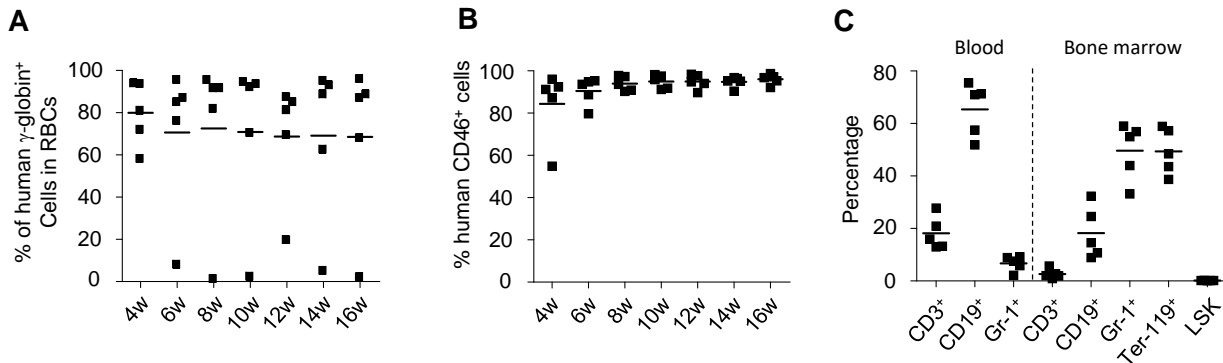 A
% of human γ-globin⁺
Cells in RBCs
100
80
60
40
20
0
4w
6w
8w
10w
12w
14w
16w
B
% human CD46⁺ cells
100
80
60
40
20
0
4w
6w
8w
10w
12w
14w
16w
C
Blood
Bone marrow
Percentage
80
60
40
20
0
CD3⁺
CD19⁺
Gr-1⁺
CD3⁺
CD19⁺
Gr-1⁺
Ter-119⁺
LSK